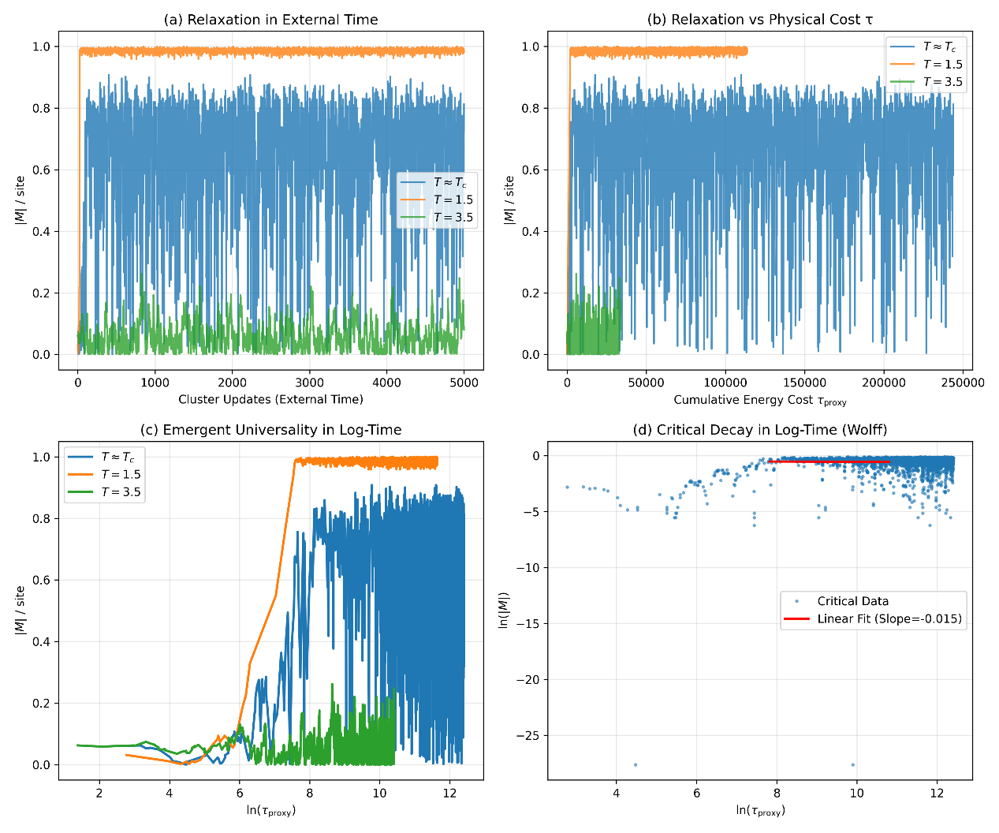 (a) Relaxation in External Time
1.0
0.8
0.6
0.4
0.2
0.0
|M| / site
T ≈ T_c
T = 1.5
T = 3.5
0 1000 2000 3000 4000 5000
Cluster Updates (External Time)
(b) Relaxation vs Physical Cost τ
1.0
0.8
0.6
0.4
0.2
0.0
|M| / site
T ≈ T_c
T = 1.5
T = 3.5
0 50000 100000 150000 200000 250000
Cumulative Energy Cost τ_proxy
(c) Emergent Universality in Log-Time
1.0
0.8
0.6
0.4
0.2
0.0
|M| / site
T ≈ T_c
T = 1.5
T = 3.5
2 4 6 8 10 12
ln(τ_proxy)
(d) Critical Decay in Log-Time (Wolff)
0
−5
−10
−15
−20
−25
ln(|M|)
Critical Data
Linear Fit (Slope=-0.015)
4 6 8 10 12
ln(τ_proxy)